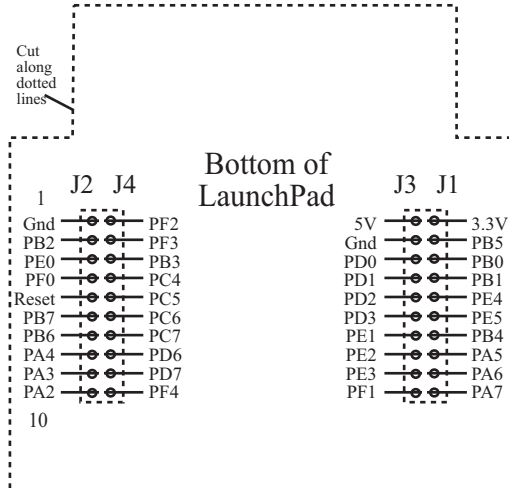 Cut
along
dotted
lines
Bottom of
LaunchPad
J2 J4
J3 J1
1
Gnd PF2 5V 3.3V
PB2 PF3 Gnd PB5
PE0 PB3 PD0 PB0
PF0 PC4 PD1 PB1
Reset PC5 PD2 PE4
PB7 PC6 PD3 PE5
PB6 PC7 PE1 PB4
PA4 PD6 PE2 PA5
PA3 PD7 PE3 PA6
PA2 PF4 PF1 PA7
10